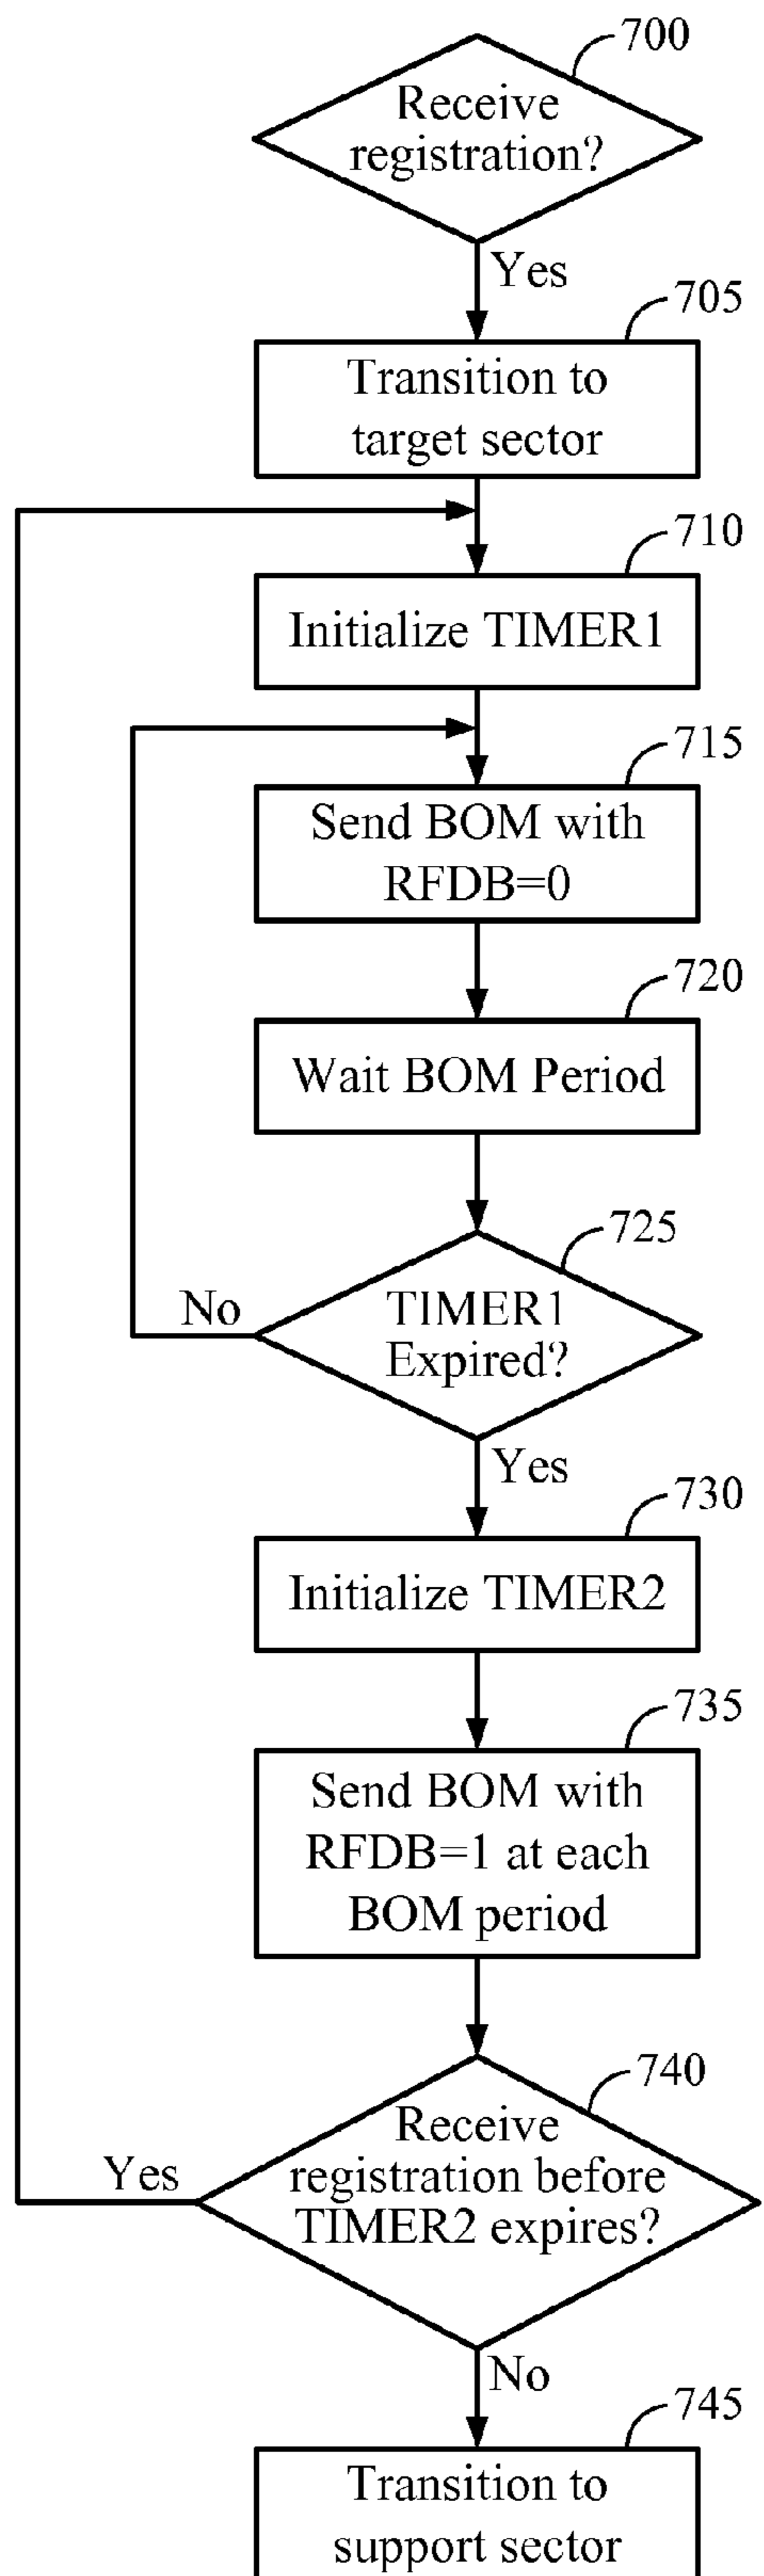 700
Receive
registration?
Yes
705
Transition to
target sector
710
Initialize TIMER1
715
Send BOM with
RFDB=0
720
Wait BOM Period
725
No
TIMER1
Expired?
Yes
730
Initialize TIMER2
735
Send BOM with
RFDB=1 at each
BOM period
740
Receive
Yes
registration before
TIMER2 expires?
No
745
Transition to
support sector